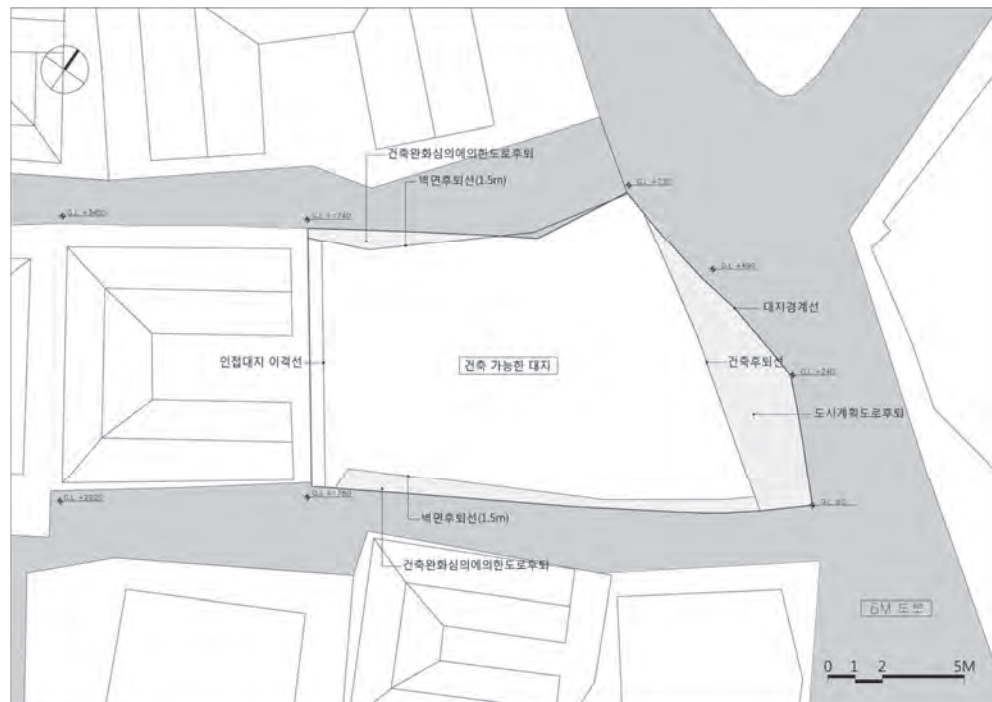 건축완화심의에의한도로후퇴
벽면후퇴선(1.5m)
대지경계선
인접대지 이격선
건축 가능한 대지
건축후퇴선
도시계획도로후퇴
G.L +240
벽면후퇴선(1.5m)
건축완화심의에의한도로후퇴
6M 도로
0 1 2 5M